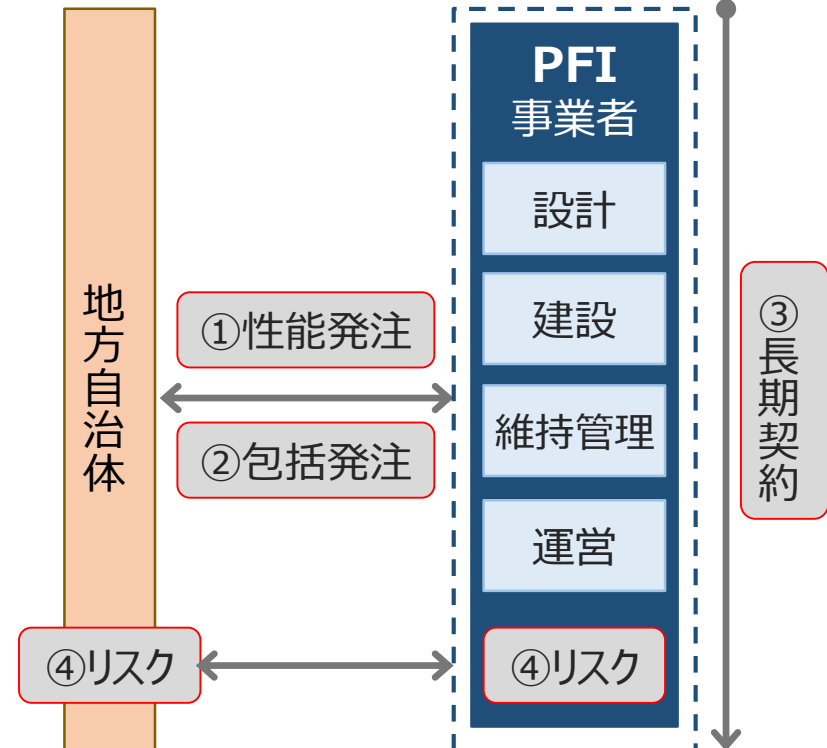 PFI
事業者
設計
建設
維持管理
運営
④リスク
地方自治体
①性能発注
②包括発注
④リスク
③長期契約